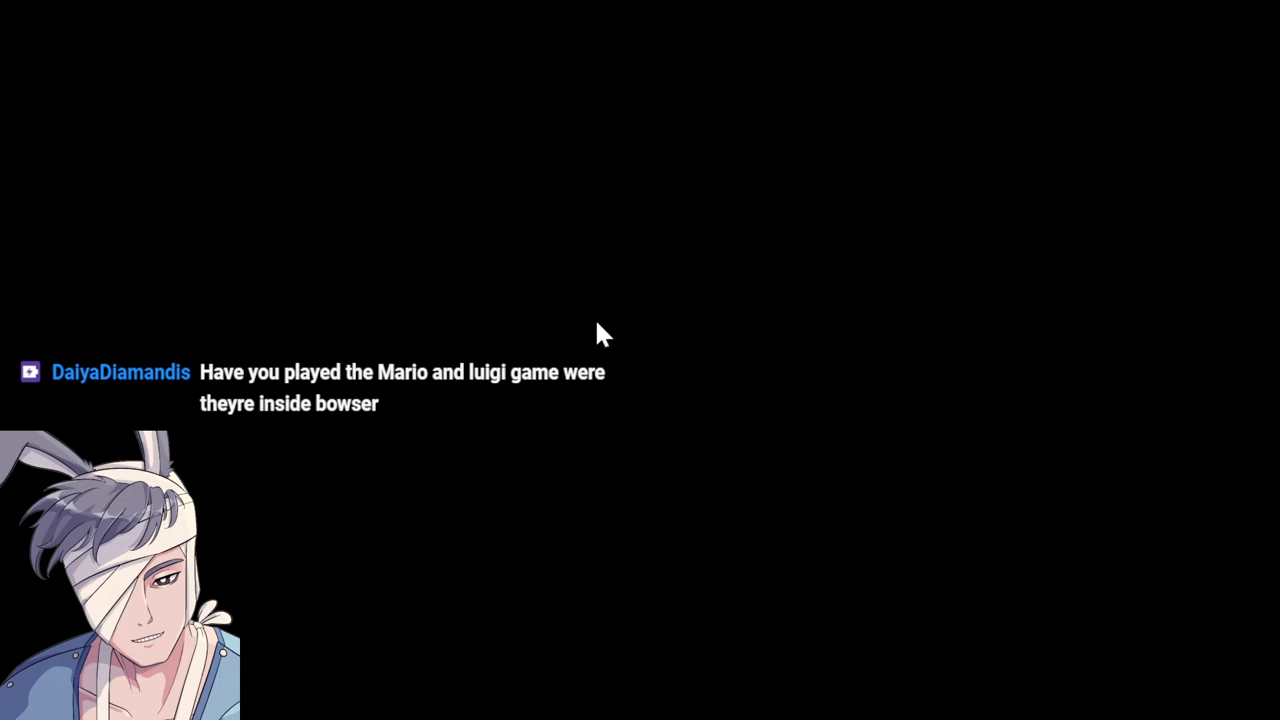 DaiyaDiamandis Have you played the Mario and luigi game were
theyre inside bowser